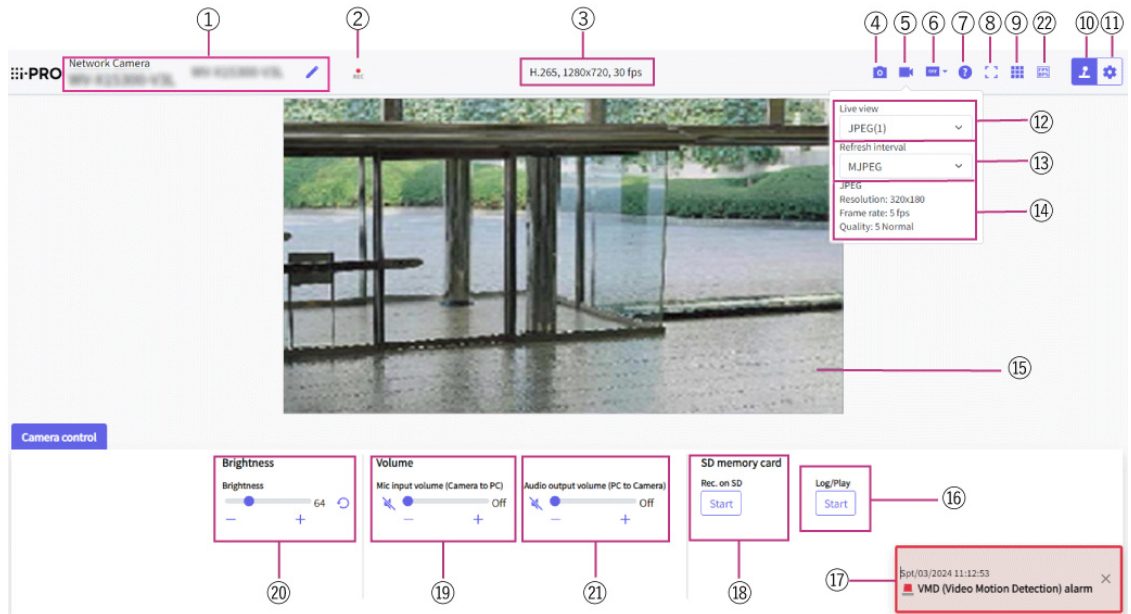 ① ② ③ ④ ⑤ ⑥ ⑦ ⑧ ⑨ ㉒ ⑩ ⑪
i-PRO
Network Camera
REC
H.265, 1280x720, 30 fps
Live view
JPEG(1)
⑫
Refresh interval
MJPEG
⑬
JPEG
Resolution: 320x180
Frame rate: 5 fps
Quality: 5 Normal
⑭
⑮
Camera control
Brightness
Brightness
64
− +
Volume
Mic input volume (Camera to PC)
Off
− +
Audio output volume (PC to Camera)
Off
− +
SD memory card
Rec. on SD
Start
Log/Play
Start
⑯
⑰
Spt/03/2024 11:12:53
VMD (Video Motion Detection) alarm
⑳ ⑲ ㉑ ⑱